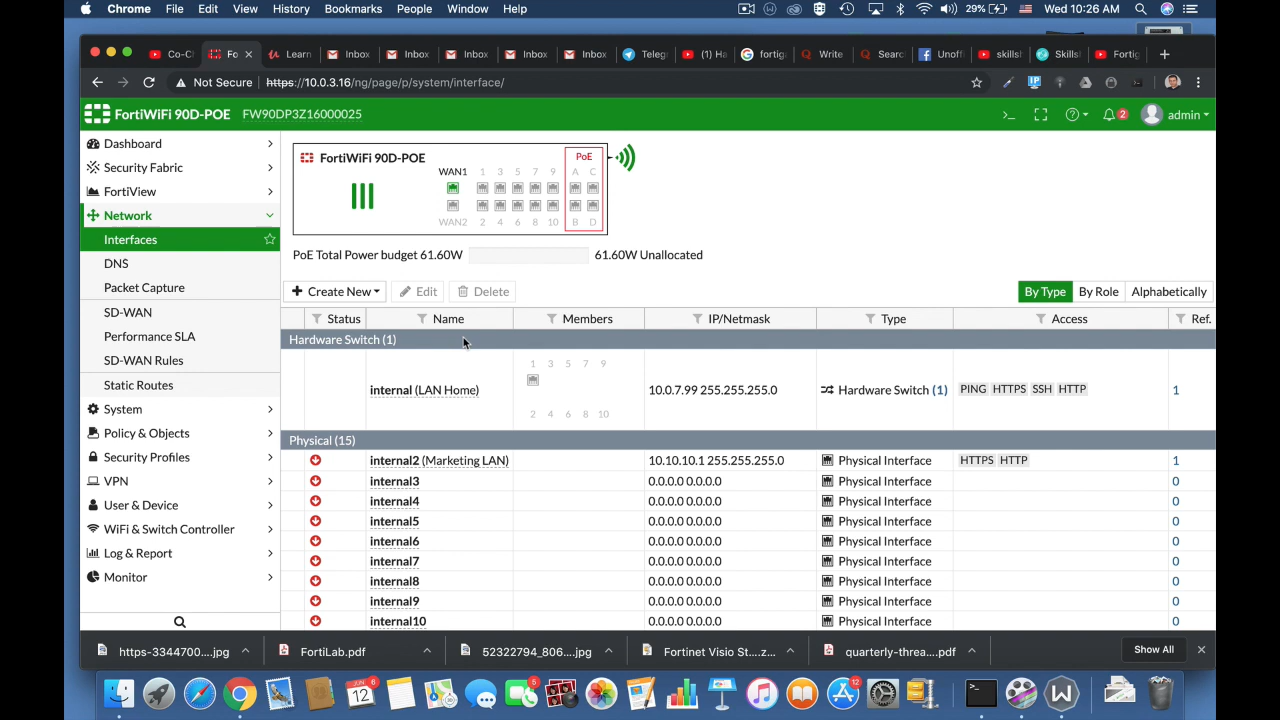 Chrome File Edit View History Bookmarks People Window Help 29% Wed 10:26 AM
Co-C Fo Learn Inbox Inbox Inbox Inbox Inbox Teleg (1) Ha fortig Write Searc Unoff skillsh Skills Fortig
Not Secure https://10.0.3.16/ng/page/p/system/interface/
FortiWiFi 90D-POE FW90DP3Z16000025 >_ 2 admin
Dashboard
Security Fabric
FortiView
Network
Interfaces
DNS
Packet Capture
SD-WAN
Performance SLA
SD-WAN Rules
Static Routes
System
Policy & Objects
Security Profiles
VPN
User & Device
WiFi & Switch Controller
Log & Report
Monitor
FortiWiFi 90D-POE PoE
WAN1 1 3 5 7 9 A C
WAN2 2 4 6 8 10 B D
PoE Total Power budget 61.60W 61.60W Unallocated
+ Create New Edit Delete By Type By Role Alphabetically
Status Name Members IP/Netmask Type Access Ref.
Hardware Switch (1)
1 3 5 7 9
internal (LAN Home) 10.0.7.99 255.255.255.0 Hardware Switch (1) PING HTTPS SSH HTTP 1
2 4 6 8 10
Physical (15)
internal2 (Marketing LAN) 10.10.10.1 255.255.255.0 Physical Interface HTTPS HTTP 1
internal3 0.0.0.0 0.0.0.0 Physical Interface 0
internal4 0.0.0.0 0.0.0.0 Physical Interface 0
internal5 0.0.0.0 0.0.0.0 Physical Interface 0
internal6 0.0.0.0 0.0.0.0 Physical Interface 0
internal7 0.0.0.0 0.0.0.0 Physical Interface 0
internal8 0.0.0.0 0.0.0.0 Physical Interface 0
internal9 0.0.0.0 0.0.0.0 Physical Interface 0
internal10 0.0.0.0 0.0.0.0 Physical Interface 0
https-3344700....jpg FortiLab.pdf 52322794_806....jpg Fortinet Visio St....z... quarterly-threa....pdf Show All
JUN 12 5 12